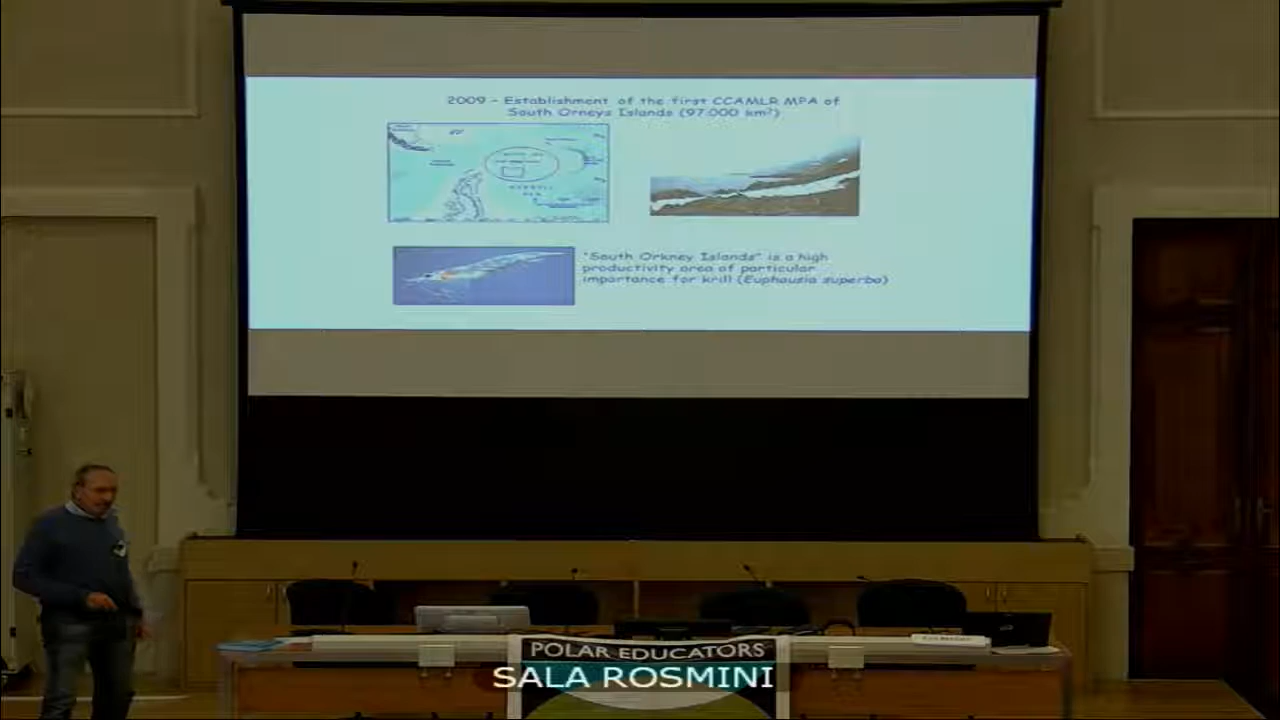 2009 - Establishment of the first CCAMLR MPA of
South Orneys Islands (97.000 km²)
"South Orkney Islands" is a high
productivity area of particular
importance for krill (Euphausia superba)
POLAR EDUCATORS
SALA ROSMINI